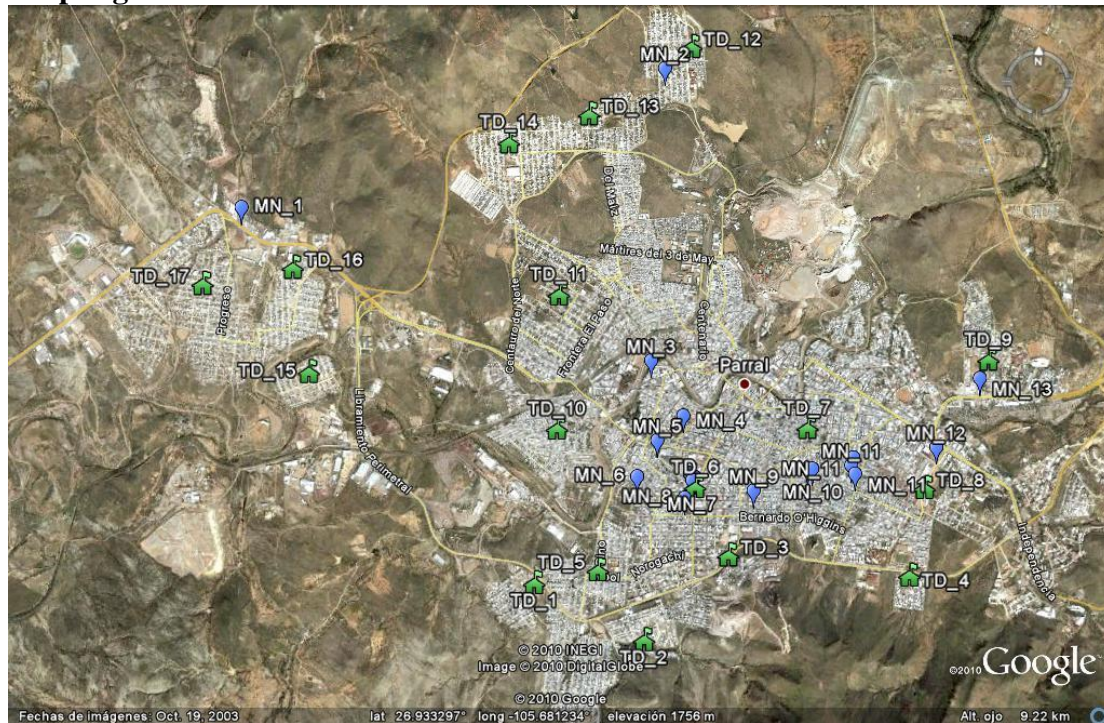 TD_12
MN_2
TD_13
TD_14
N
Del Maíz
MN_1
TD_16
TD_17
Mártires del 3 de May
TD_11
Progreso
Centauro del Norte
Frontera El Paso
Centenario
MN_3
TD_9
Parral
TD_15
MN_13
Libramiento Perimetral
TD_10
MN_4
TD_7
MN_5
MN_12
MN_11
MN_11
MN_6
TD_6
MN_9
MN_10
MN_11
TD_8
MN_8
MN_7
Bernardo O'Higgins
Independencia
TD_5
Norogachi
TD_3
TD_4
TD_1
TD_2
© 2010 INEGI
Image © 2010 DigitalGlobe
© 2010 Google
©2010 Google
Fechas de imágenes: Oct. 19, 2003 lat 26.933297° long -105.681234° elevación 1756 m Alt. ojo 9.22 km